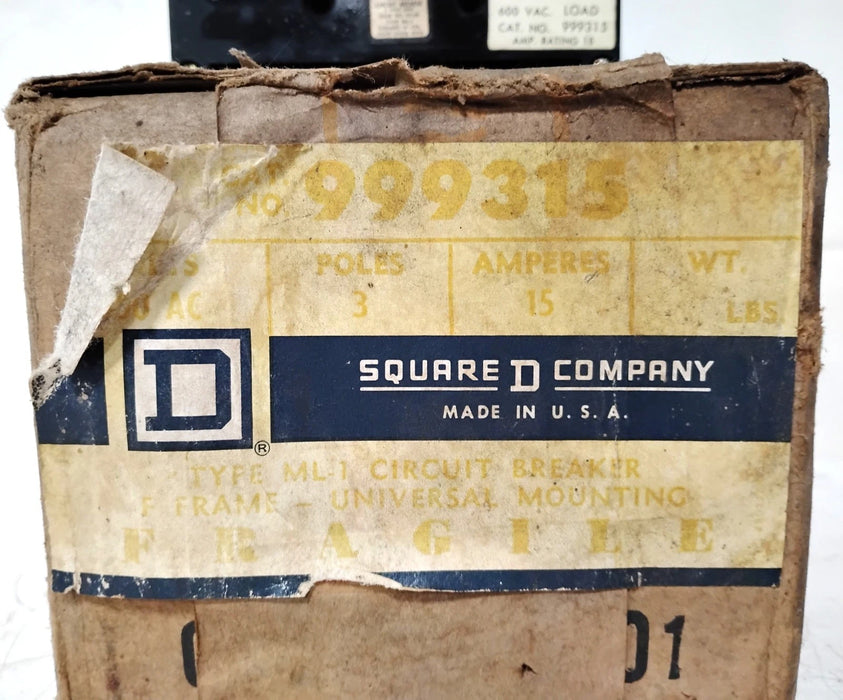 600 VAC. LOAD
CAT. NO. 999315
AMP. RATING 15
NO 999315
POLES AMPERES WT.
AC 3 15 LBS
D
®
SQUARE D COMPANY
MADE IN U. S. A.
TYPE ML-1 CIRCUIT BREAKER
F FRAME - UNIVERSAL MOUNTING
FRAGILE
01